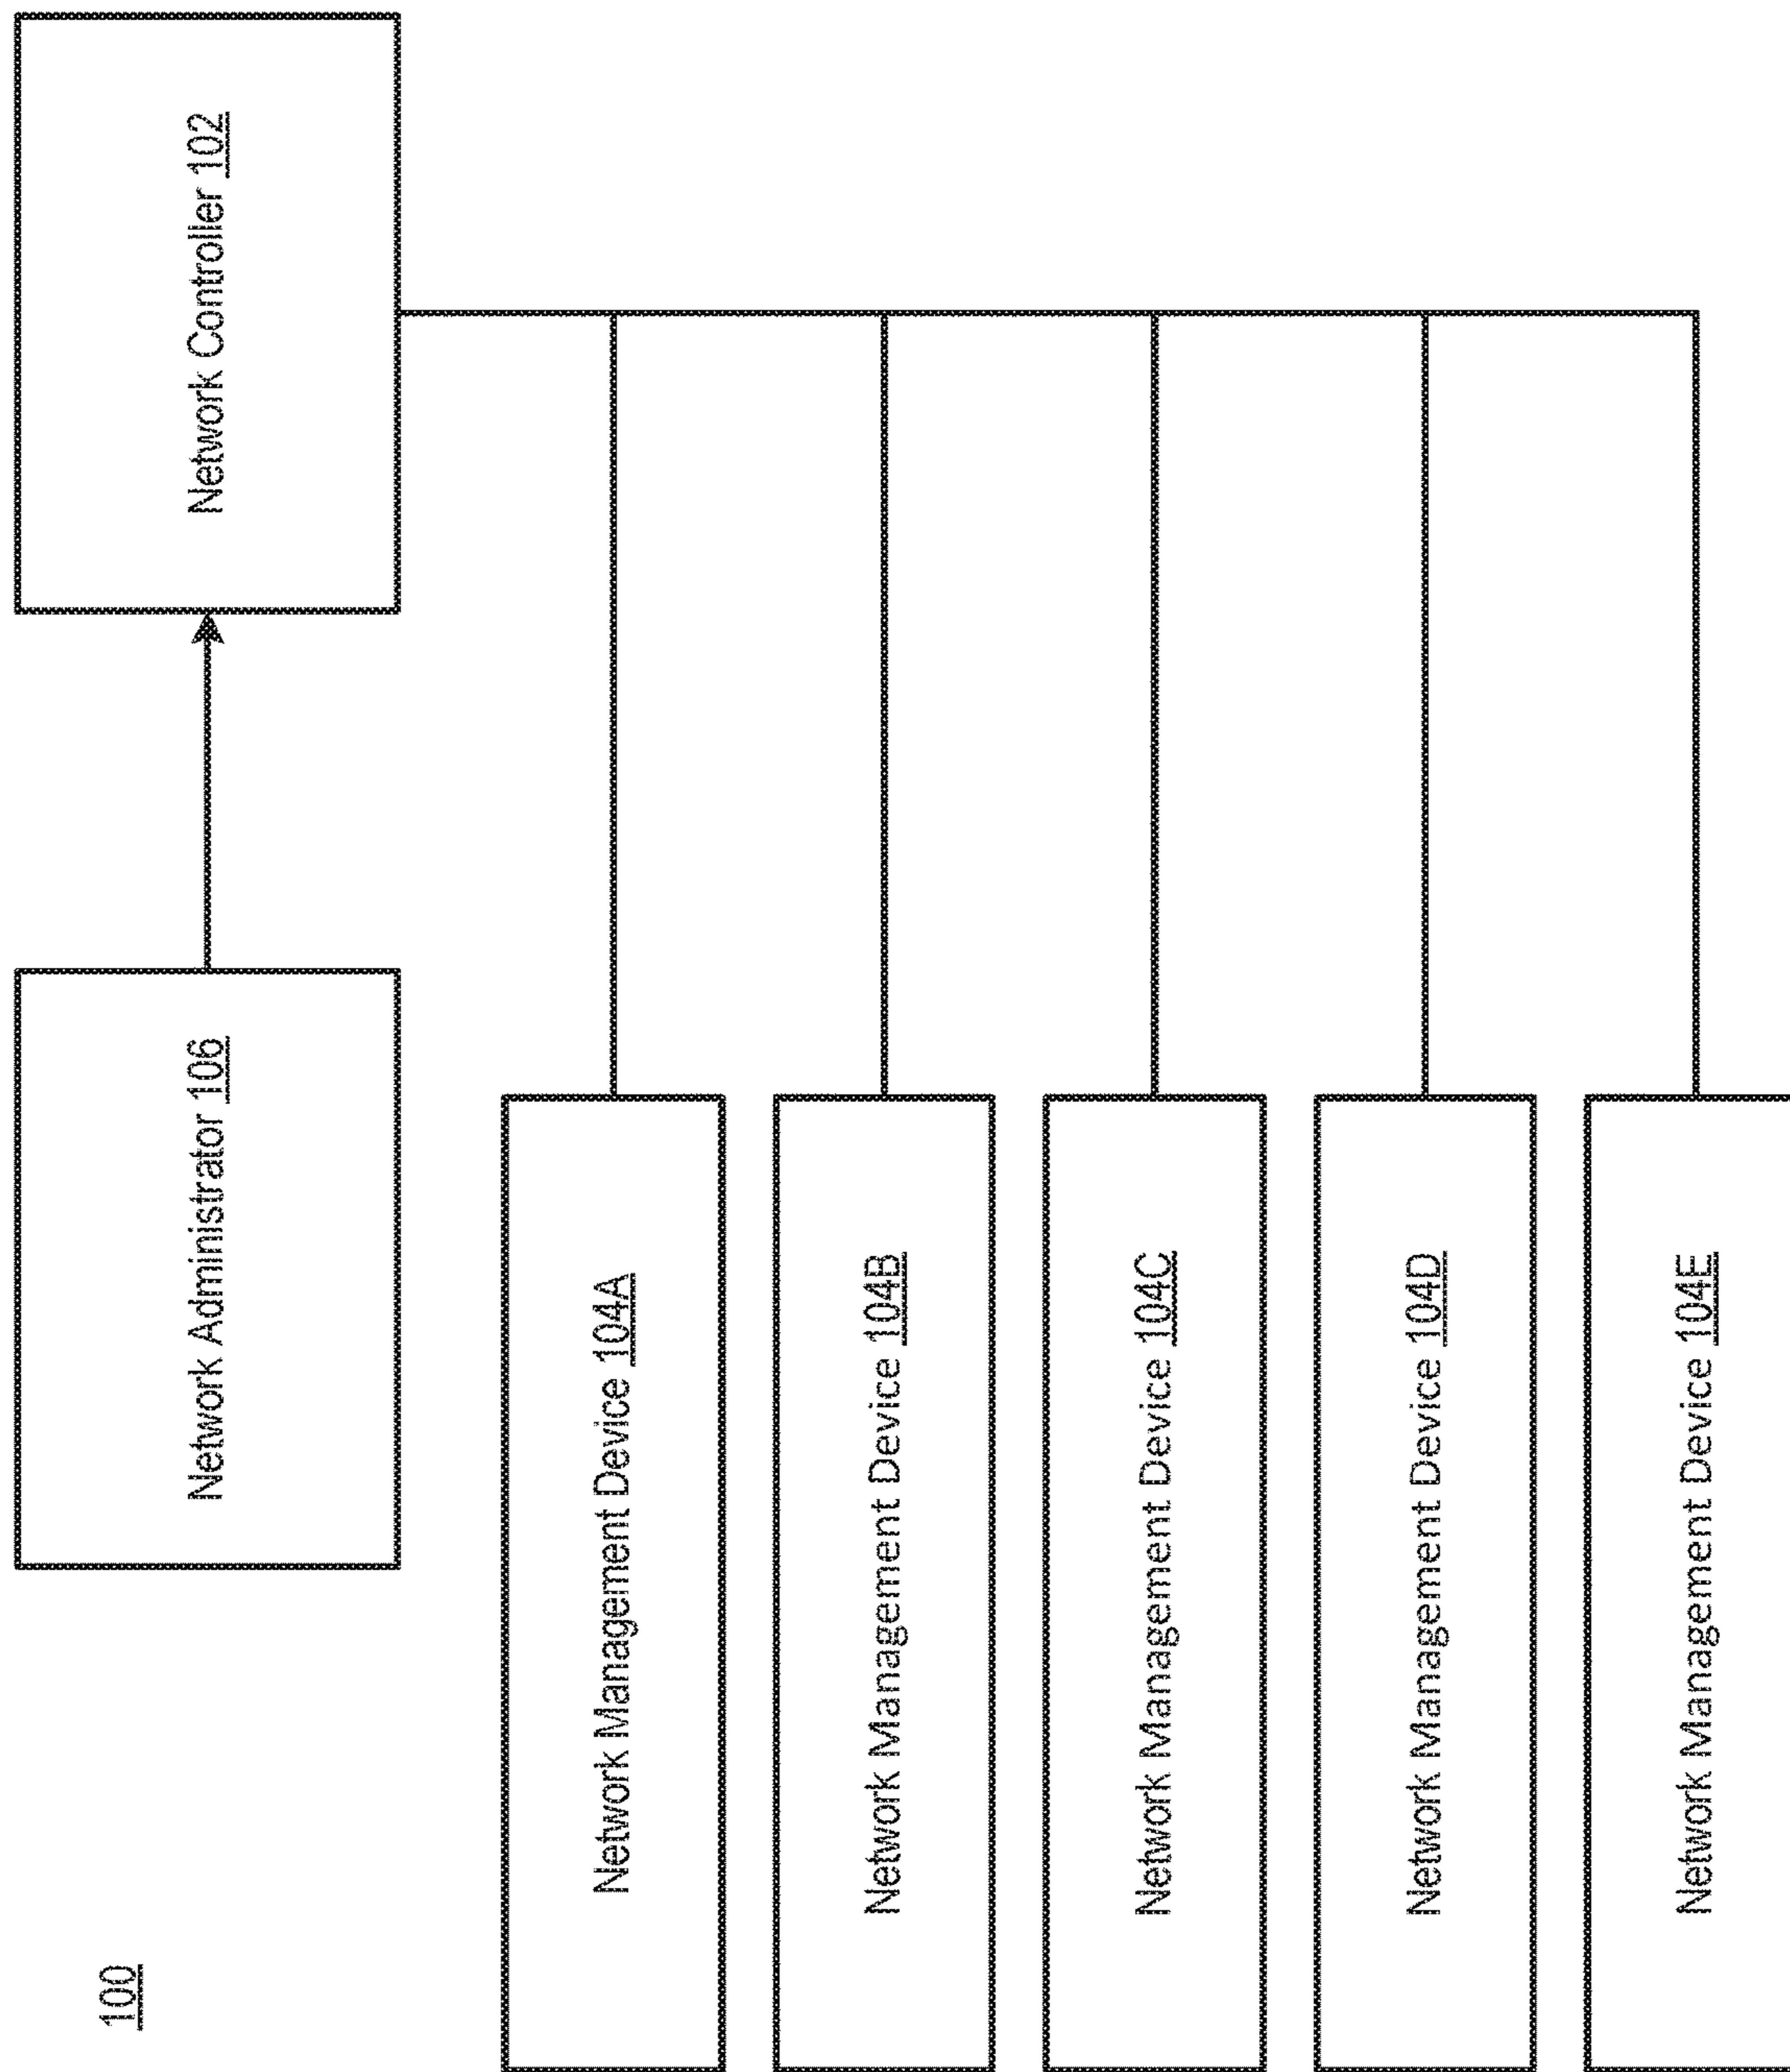 100
Network Administrator 106
Network Controller 102
Network Management Device 104A
Network Management Device 104B
Network Management Device 104C
Network Management Device 104D
Network Management Device 104E